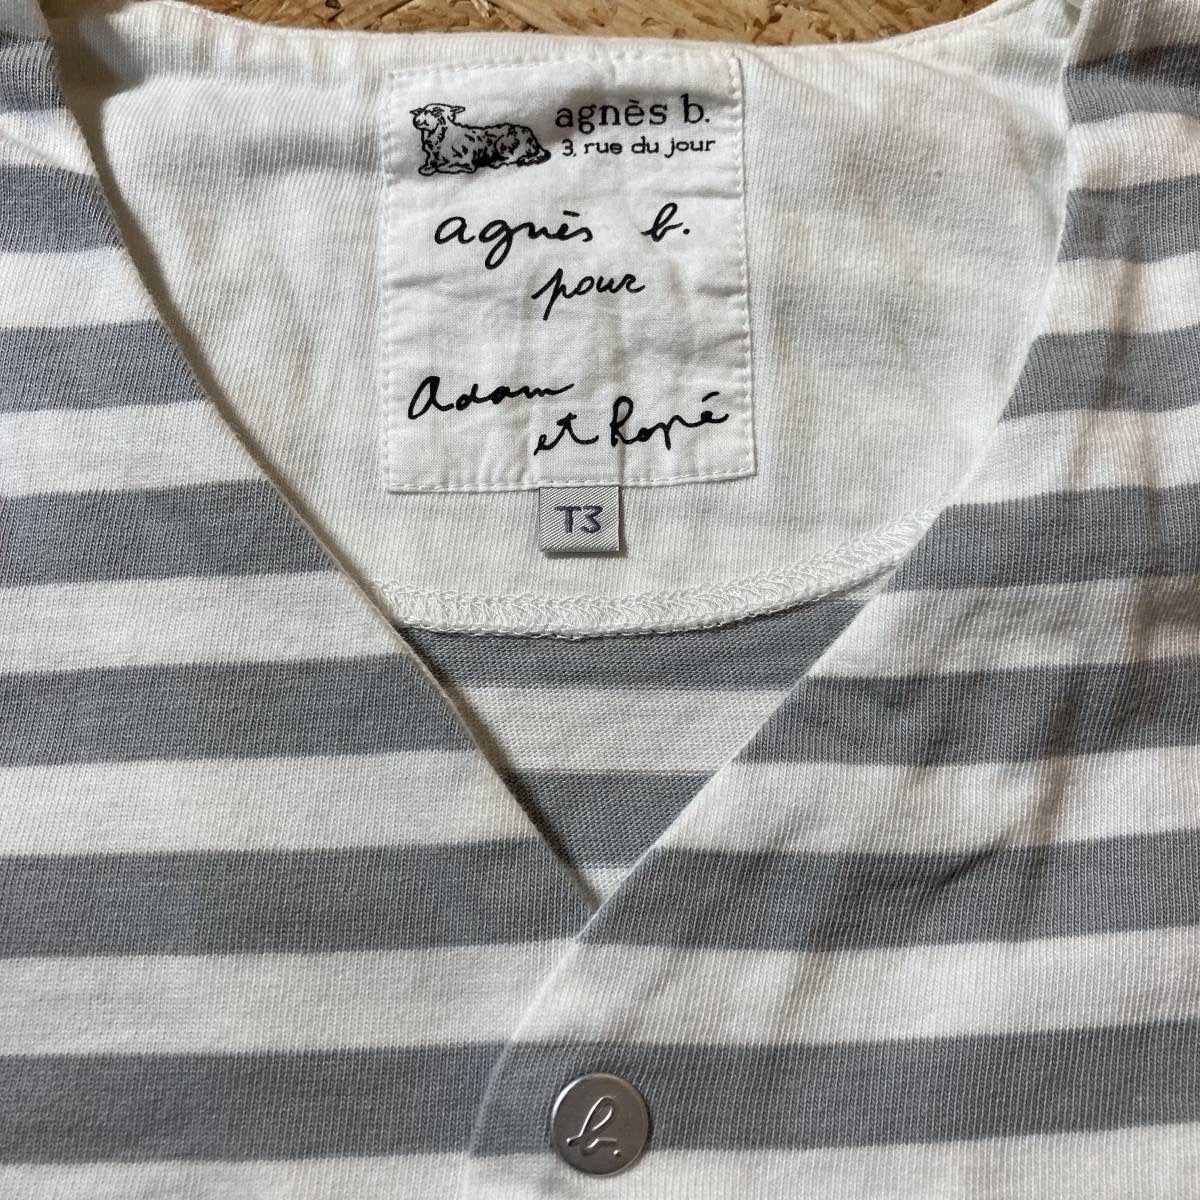 agnès b.
3, rue du jour
agnès b.
pour
Adam
et Ropé
T3
b.